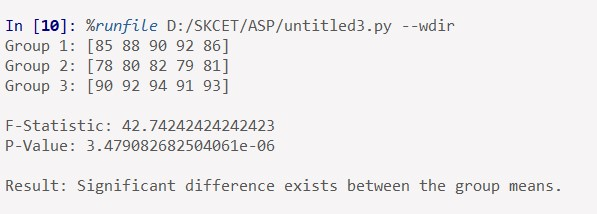 In [10]: %runfile D:/SKCET/ASP/untitled3.py --wdir
Group 1: [85 88 90 92 86]
Group 2: [78 80 82 79 81]
Group 3: [90 92 94 91 93]
F-Statistic: 42.74242424242423
P-Value: 3.479082682504061e-06
Result: Significant difference exists between the group means.